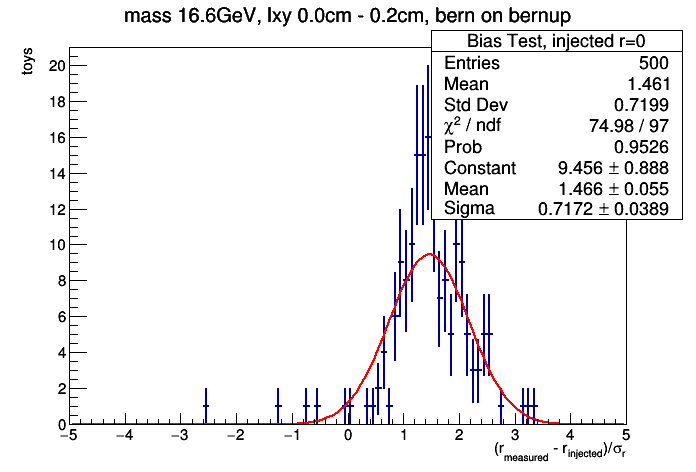 mass 16.6GeV, lxy 0.0cm - 0.2cm, bern on bernup
Bias Test, injected r=0
Entries 500
Mean 1.461
Std Dev 0.7199
χ² / ndf 74.98 / 97
Prob 0.9526
Constant 9.456 ± 0.888
Mean 1.466 ± 0.055
Sigma 0.7172 ± 0.0389
toys
20
18
16
14
12
10
8
6
4
2
0
−5 −4 −3 −2 −1 0 1 2 3 4 5
(r_measured - r_injected)/σ_r